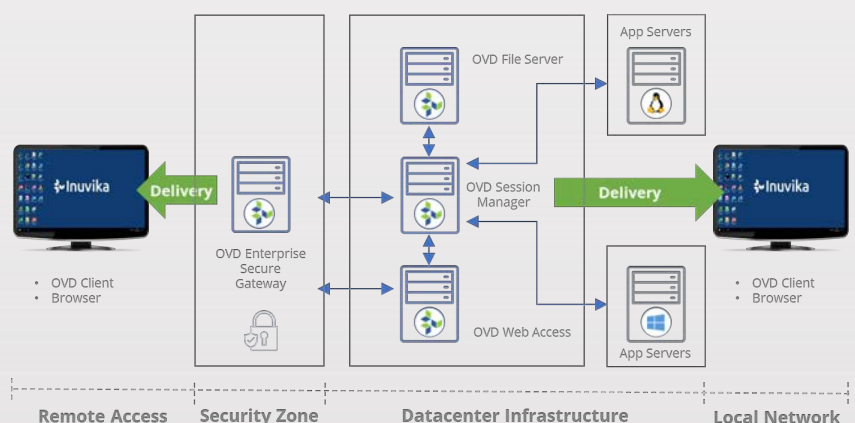 App Servers
OVD File Server
Inuvika
Delivery
OVD Session
Manager
Delivery
Inuvika
OVD Enterprise
Secure
Gateway
• OVD Client
• Browser
• OVD Client
• Browser
OVD Web Access
App Servers
Remote Access
Security Zone
Datacenter Infrastructure
Local Network